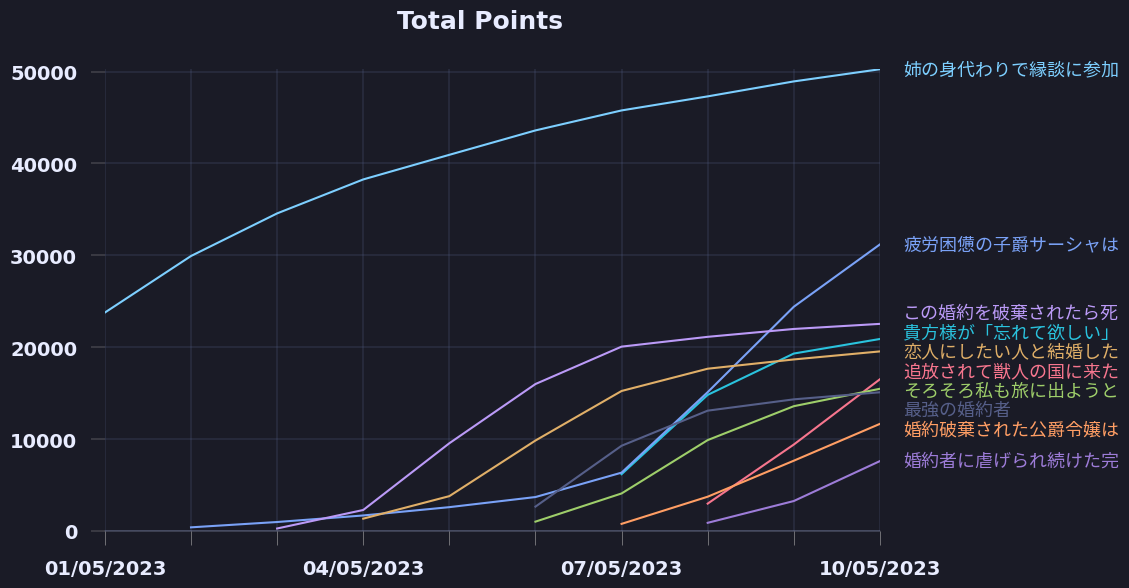 Total Points
50000
40000
30000
20000
10000
0
01/05/2023
04/05/2023
07/05/2023
10/05/2023
姉の身代わりで縁談に参加
疲労困憊の子爵サーシャは
この婚約を破棄されたら死
貴方様が「忘れて欲しい」
恋人にしたい人と結婚した
追放されて獣人の国に来た
そろそろ私も旅に出ようと
最強の婚約者
婚約破棄された公爵令嬢は
婚約者に虐げられ続けた完